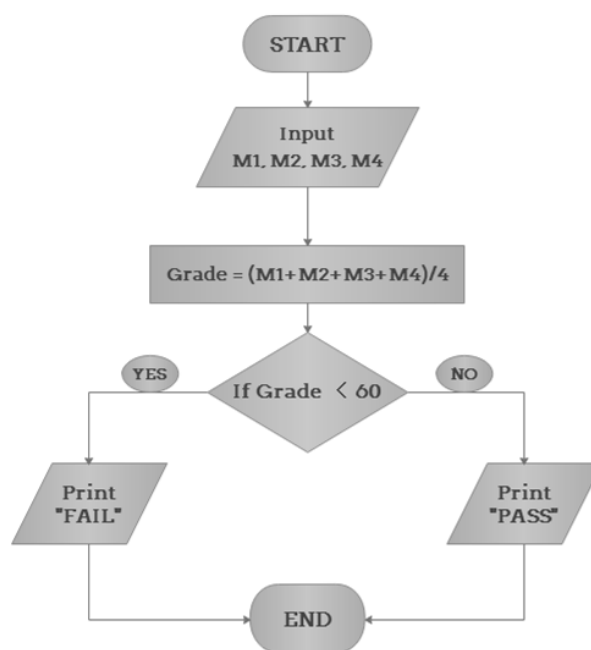 START
Input
M1, M2, M3, M4
Grade = (M1+M2+M3+M4)/4
If Grade < 60
YES
NO
Print
"FAIL"
Print
"PASS"
END